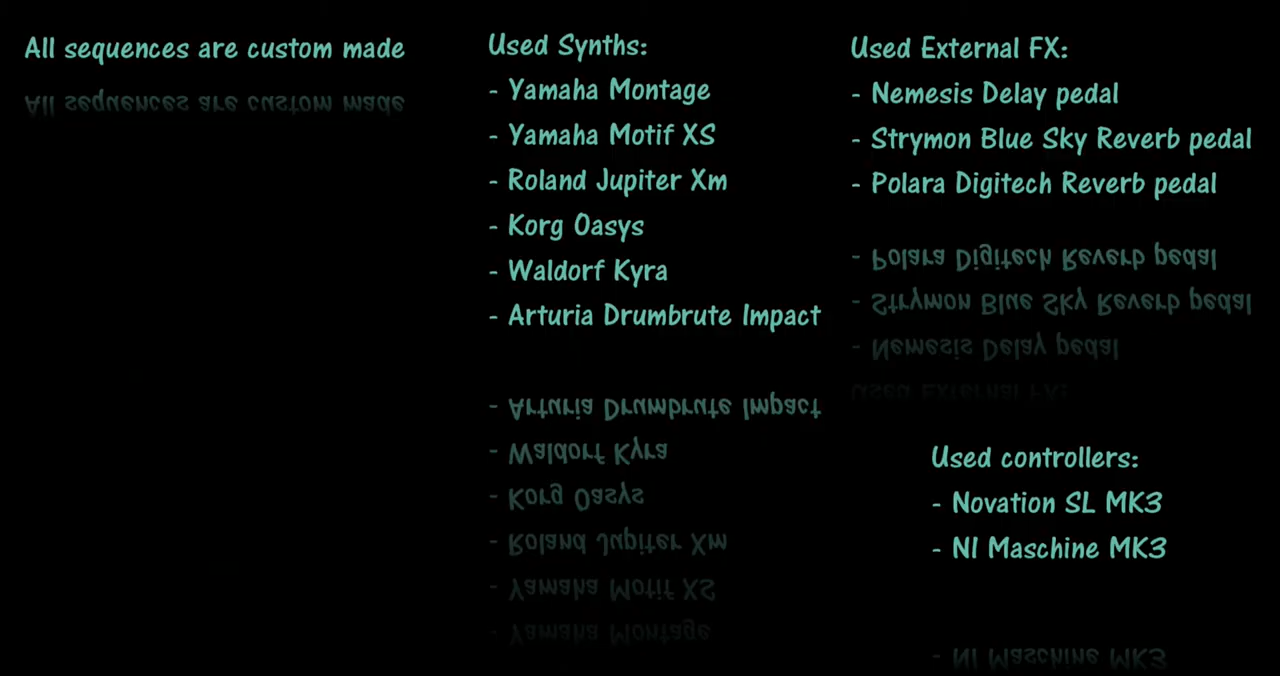 All sequences are custom made
Used Synths:
- Yamaha Montage
- Yamaha Motif XS
- Roland Jupiter Xm
- Korg Oasys
- Waldorf Kyra
- Arturia Drumbrute Impact
Used External FX:
- Nemesis Delay pedal
- Strymon Blue Sky Reverb pedal
- Polara Digitech Reverb pedal
Used controllers:
- Novation SL MK3
- NI Maschine MK3